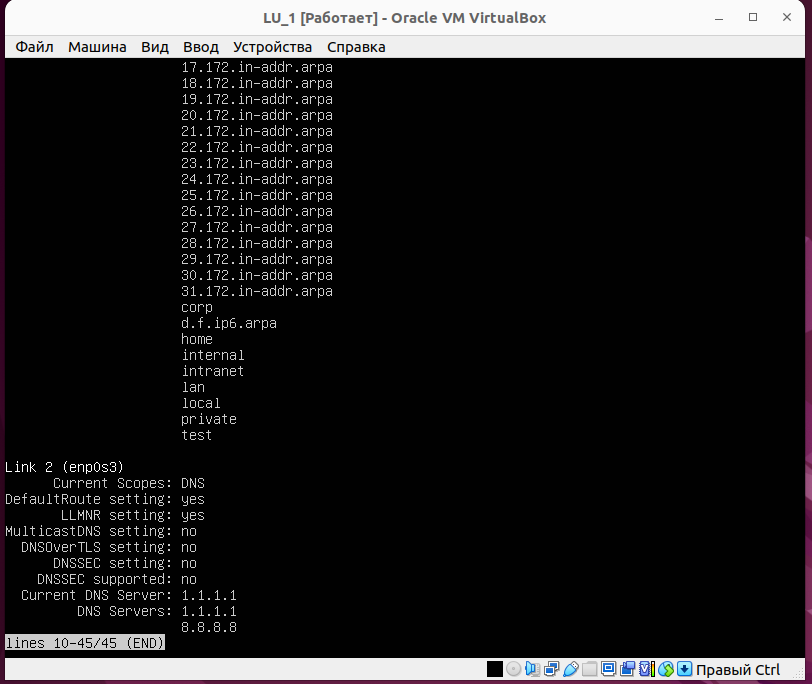 LU_1 [Работает] - Oracle VM VirtualBox
Файл Машина Вид Ввод Устройства Справка
17.172.in-addr.arpa
18.172.in-addr.arpa
19.172.in-addr.arpa
20.172.in-addr.arpa
21.172.in-addr.arpa
22.172.in-addr.arpa
23.172.in-addr.arpa
24.172.in-addr.arpa
25.172.in-addr.arpa
26.172.in-addr.arpa
27.172.in-addr.arpa
28.172.in-addr.arpa
29.172.in-addr.arpa
30.172.in-addr.arpa
31.172.in-addr.arpa
corp
d.f.ip6.arpa
home
internal
intranet
lan
local
private
test
Link 2 (enp0s3)
Current Scopes: DNS
DefaultRoute setting: yes
LLMNR setting: yes
MulticastDNS setting: no
DNSOverTLS setting: no
DNSSEC setting: no
DNSSEC supported: no
Current DNS Server: 1.1.1.1
DNS Servers: 1.1.1.1
8.8.8.8
lines 10-45/45 (END)
Правый Ctrl